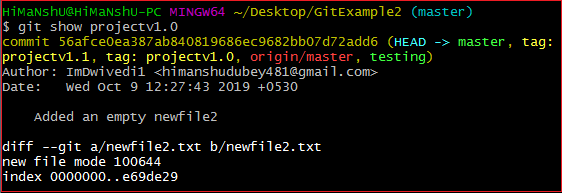 HiMaNshU@HiMaNshU-PC MINGW64 ~/Desktop/GitExample2 (master)
$ git show projectv1.0
commit 56afce0ea387ab840819686ec9682bb07d72add6 (HEAD -> master, tag:
projectv1.1, tag: projectv1.0, origin/master, testing)
Author: ImDwivedi1 <himanshudubey481@gmail.com>
Date:   Wed Oct 9 12:27:43 2019 +0530
    Added an empty newfile2
diff --git a/newfile2.txt b/newfile2.txt
new file mode 100644
index 0000000..e69de29